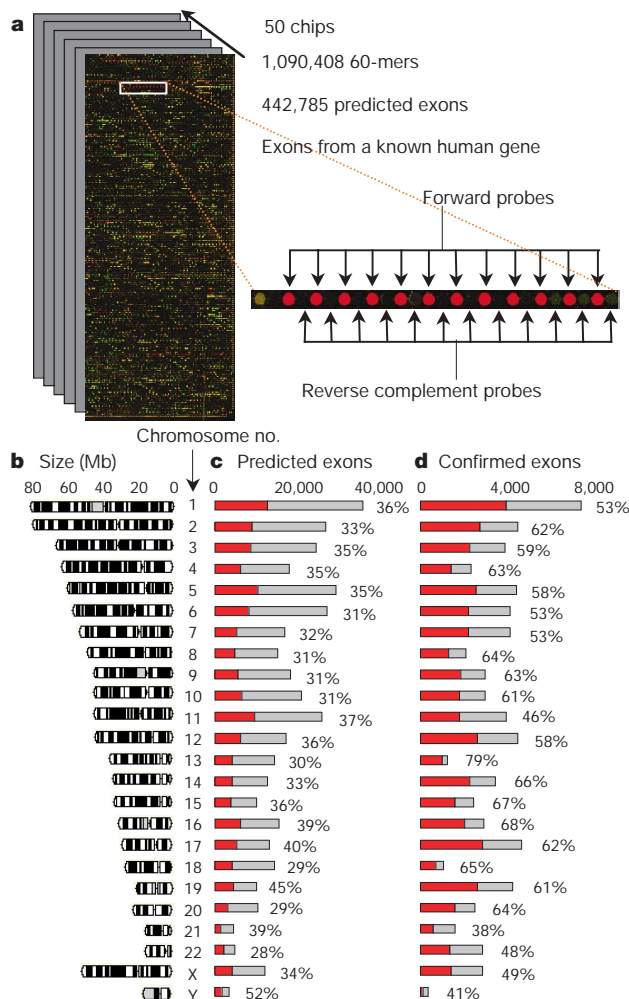 a
50 chips
1,090,408 60-mers
442,785 predicted exons
Exons from a known human gene
Forward probes
Reverse complement probes
Chromosome no.
b Size (Mb) c Predicted exons d Confirmed exons
80 60 40 20 0 0 20,000 40,000 0 4,000 8,000
1 36% 53%
2 33% 62%
3 35% 59%
4 35% 63%
5 35% 58%
6 31% 53%
7 32% 53%
8 31% 64%
9 31% 63%
10 31% 61%
11 37% 46%
12 36% 58%
13 30% 79%
14 33% 66%
15 36% 67%
16 39% 68%
17 40% 62%
18 29% 65%
19 45% 61%
20 29% 64%
21 39% 38%
22 28% 48%
X 34% 49%
Y 52% 41%